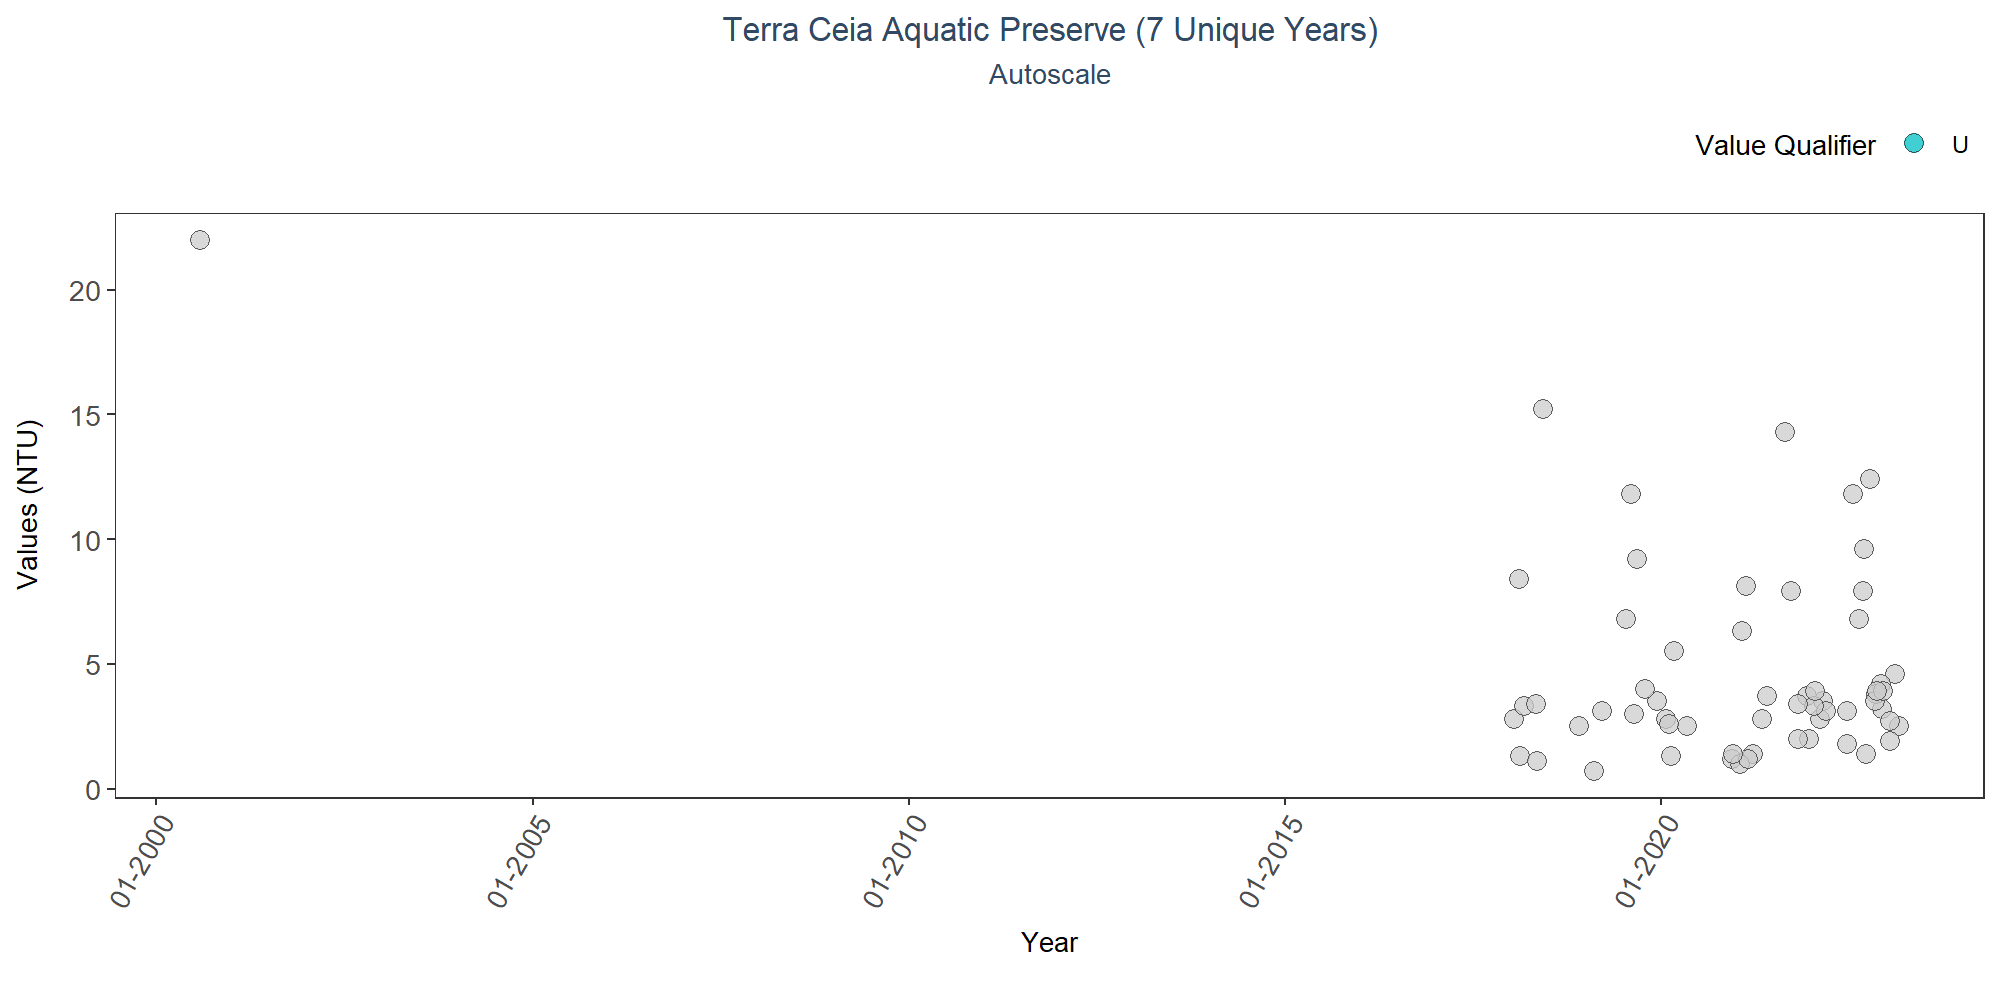 Terra Ceia Aquatic Preserve (7 Unique Years)
Autoscale
Value Qualifier U
Values (NTU)
20
15
10
5
0
01-2000 01-2005 01-2010 01-2015 01-2020
Year